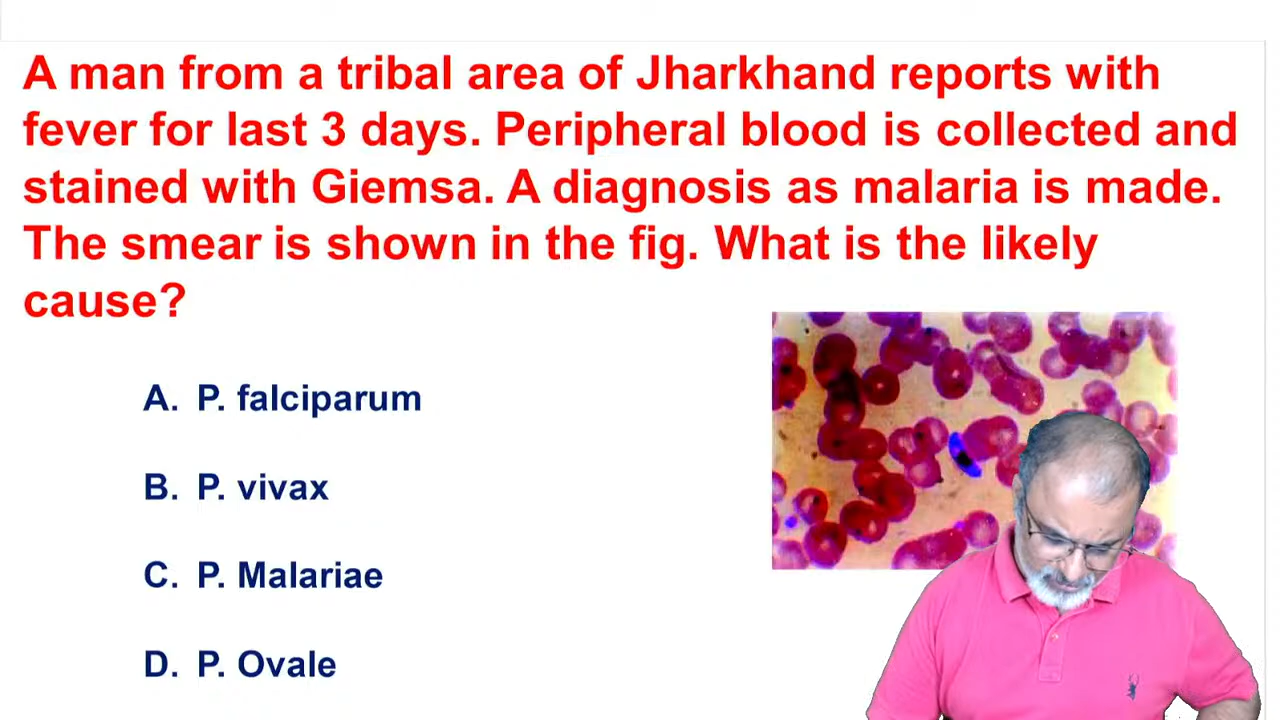 A man from a tribal area of Jharkhand reports with
fever for last 3 days. Peripheral blood is collected and
stained with Giemsa. A diagnosis as malaria is made.
The smear is shown in the fig. What is the likely
cause?
A. P. falciparum
B. P. vivax
C. P. Malariae
D. P. Ovale